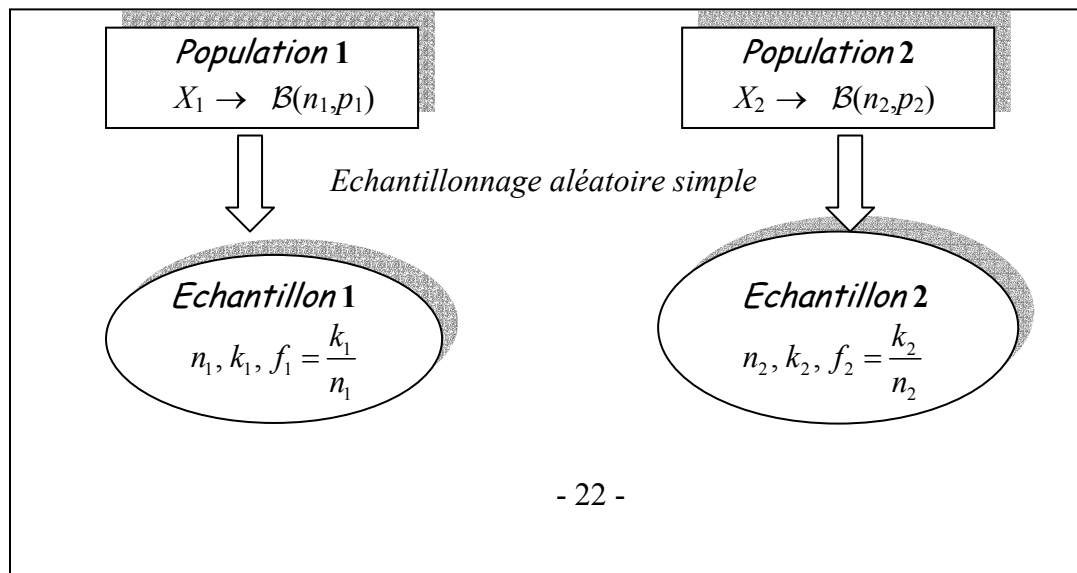 Population 1
X₁ → B(n₁,p₁)
Population 2
X₂ → B(n₂,p₂)
Echantillonnage aléatoire simple
Echantillon 1
n₁, k₁, f₁ = k₁/n₁
Echantillon 2
n₂, k₂, f₂ = k₂/n₂
- 22 -